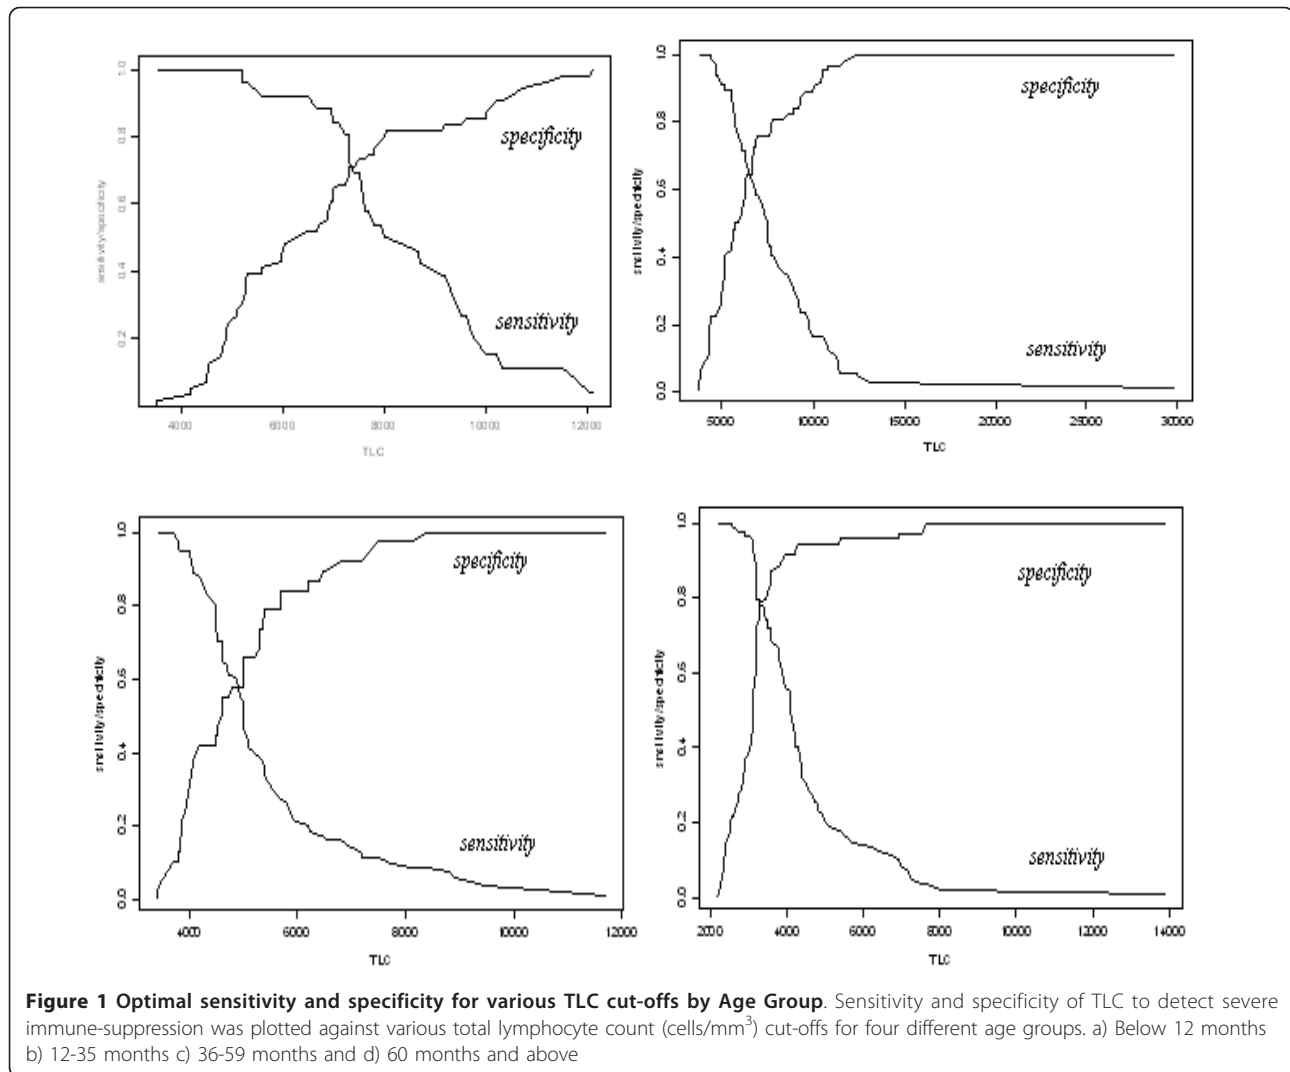 1.0
0.8
0.6
0.4
0.2
sensitivity/specificity
specificity
sensitivity
4000 6000 8000 10000 12000
TLC
1.0
0.8
0.6
0.4
0.2
0.0
snsitivity/specificity
specificity
sensitivity
5000 10000 15000 20000 25000 30000
TLC
1.0
0.8
0.6
0.4
0.2
0.0
snsitivity/specificity
specificity
sensitivity
4000 6000 8000 10000 12000
TLC
1.0
0.8
0.6
0.4
0.2
0.0
snsitivity/specificity
specificity
sensitivity
2000 4000 6000 8000 10000 12000 14000
TLC
Figure 1 Optimal sensitivity and specificity for various TLC cut-offs by Age Group. Sensitivity and specificity of TLC to detect severe
immune-suppression was plotted against various total lymphocyte count (cells/mm³) cut-offs for four different age groups. a) Below 12 months
b) 12-35 months c) 36-59 months and d) 60 months and above